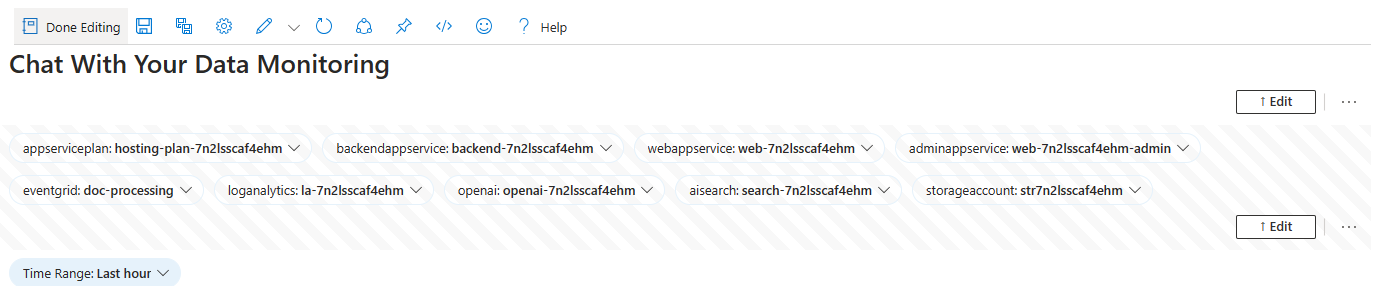 Done Editing Help
Chat With Your Data Monitoring
↑ Edit ...
appserviceplan: hosting-plan-7n2lsscaf4ehm backendappservice: backend-7n2lsscaf4ehm webappservice: web-7n2lsscaf4ehm adminappservice: web-7n2lsscaf4ehm-admin
eventgrid: doc-processing loganalytics: la-7n2lsscaf4ehm openai: openai-7n2lsscaf4ehm aisearch: search-7n2lsscaf4ehm storageaccount: str7n2lsscaf4ehm
↑ Edit ...
Time Range: Last hour